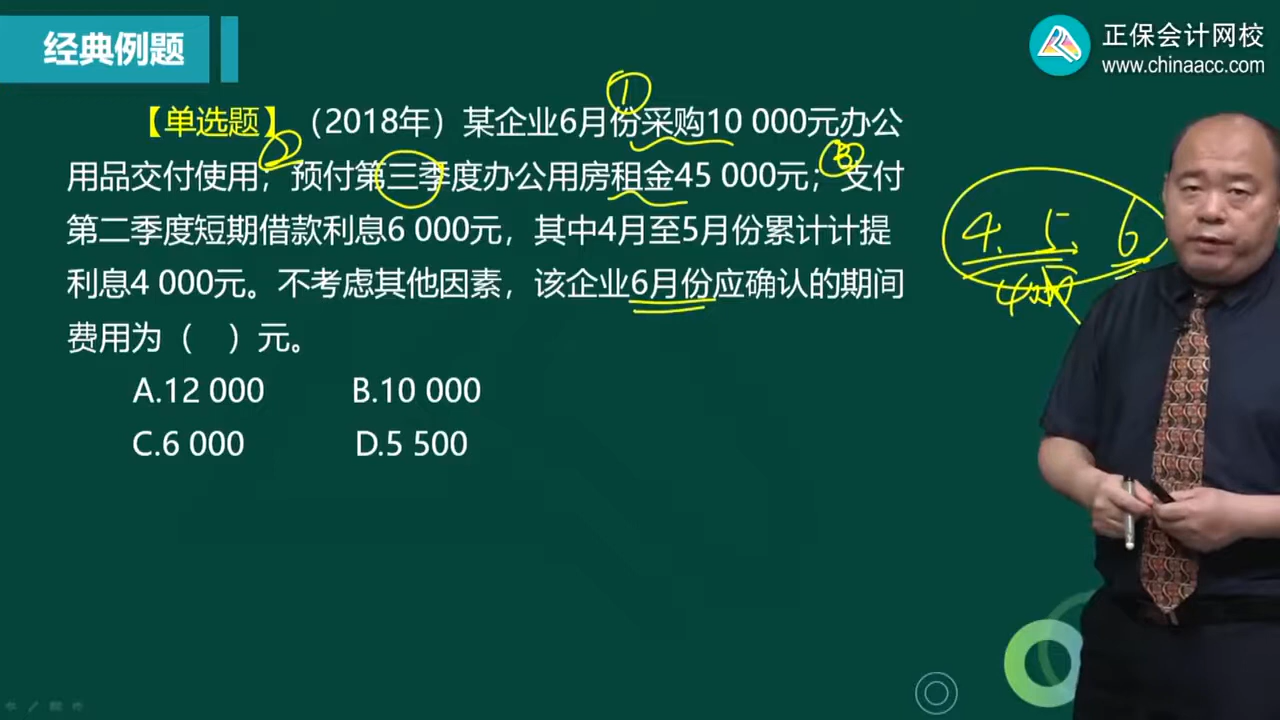 经典例题
正保会计网校
www.chinaacc.com
①
【单选题】（2018年）某企业6月份采购10 000元办公
② ③
用品交付使用；预付第三季度办公用房租金45 000元；支付
第二季度短期借款利息6 000元，其中4月至5月份累计计提
4、5、6
利息4 000元。不考虑其他因素，该企业6月份应确认的期间
费用为（ ）元。
A.12 000 B.10 000
C.6 000 D.5 500